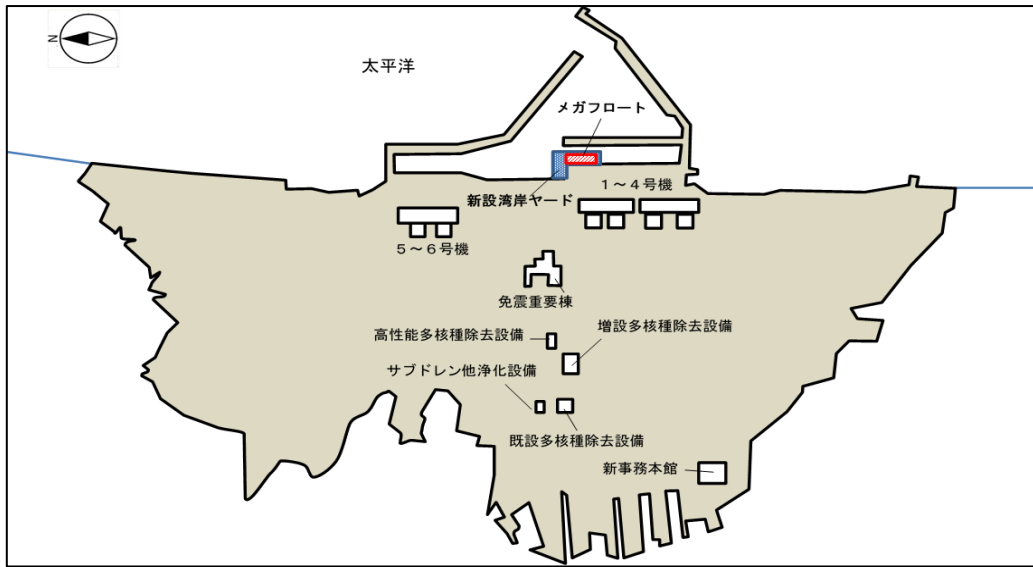 N
太平洋
メガフロート
新設湾岸ヤード
1～4号機
5～6号機
免震重要棟
高性能多核種除去設備
増設多核種除去設備
サブドレン他浄化設備
既設多核種除去設備
新事務本館